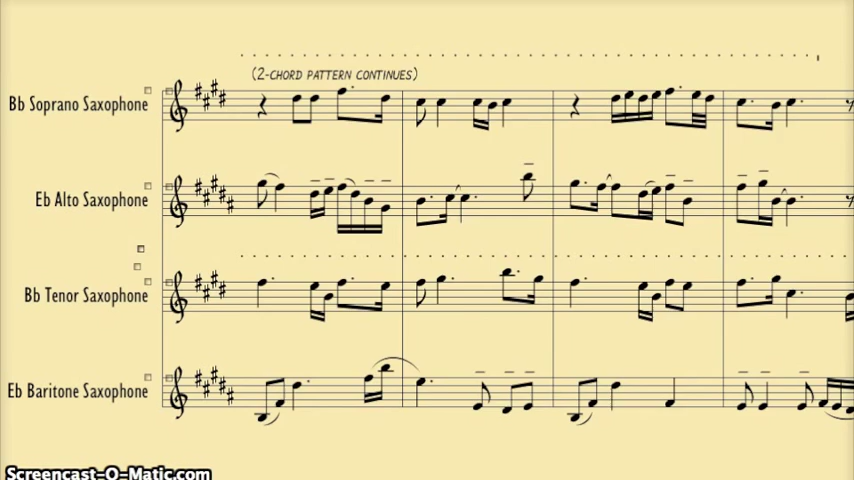 (2-CHORD PATTERN CONTINUES)
Bb Soprano Saxophone
Eb Alto Saxophone
Bb Tenor Saxophone
Eb Baritone Saxophone
Screencast-O-Matic.com